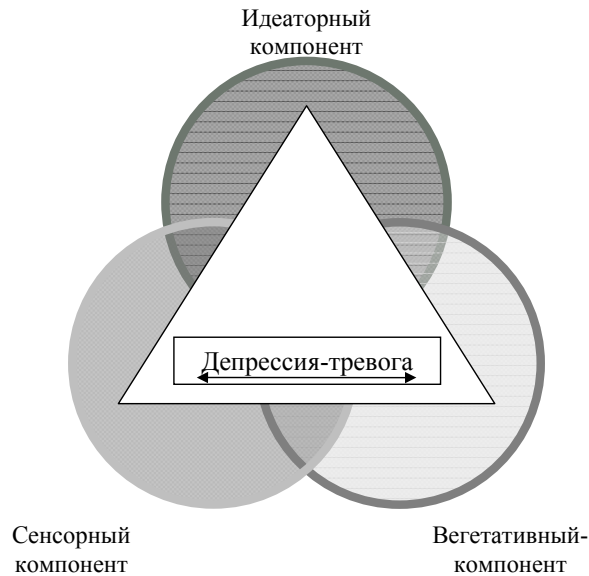 Идеаторный
компонент
Депрессия-тревога
Сенсорный
компонент
Вегетативный-
компонент